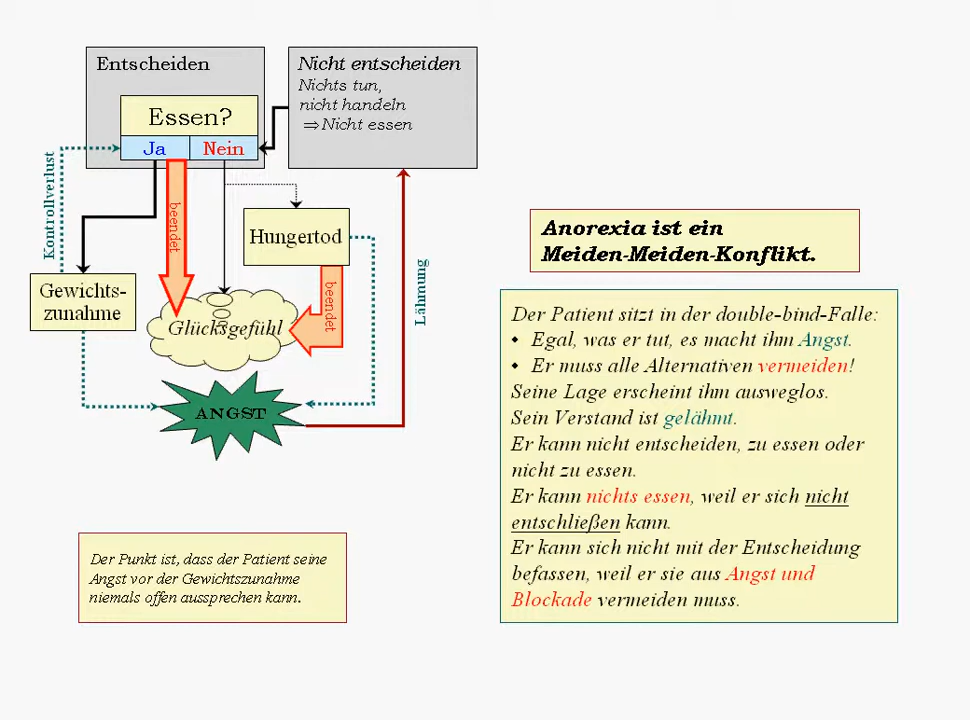 Entscheiden
Essen?
Ja
Nein
Nicht entscheiden
Nichts tun,
nicht handeln
⇒Nicht essen
Kontrollverlust
beendet
Hungertod
Lähmung
Gewichts-
zunahme
beendet
Glücksgefühl
ANGST
Der Punkt ist, dass der Patient seine
Angst vor der Gewichtszunahme
niemals offen aussprechen kann.
Anorexia ist ein
Meiden-Meiden-Konflikt.
Der Patient sitzt in der double-bind-Falle:
• Egal, was er tut, es macht ihm Angst.
• Er muss alle Alternativen vermeiden!
Seine Lage erscheint ihm ausweglos.
Sein Verstand ist gelähmt.
Er kann nicht entscheiden, zu essen oder
nicht zu essen.
Er kann nichts essen, weil er sich nicht
entschließen kann.
Er kann sich nicht mit der Entscheidung
befassen, weil er sie aus Angst und
Blockade vermeiden muss.